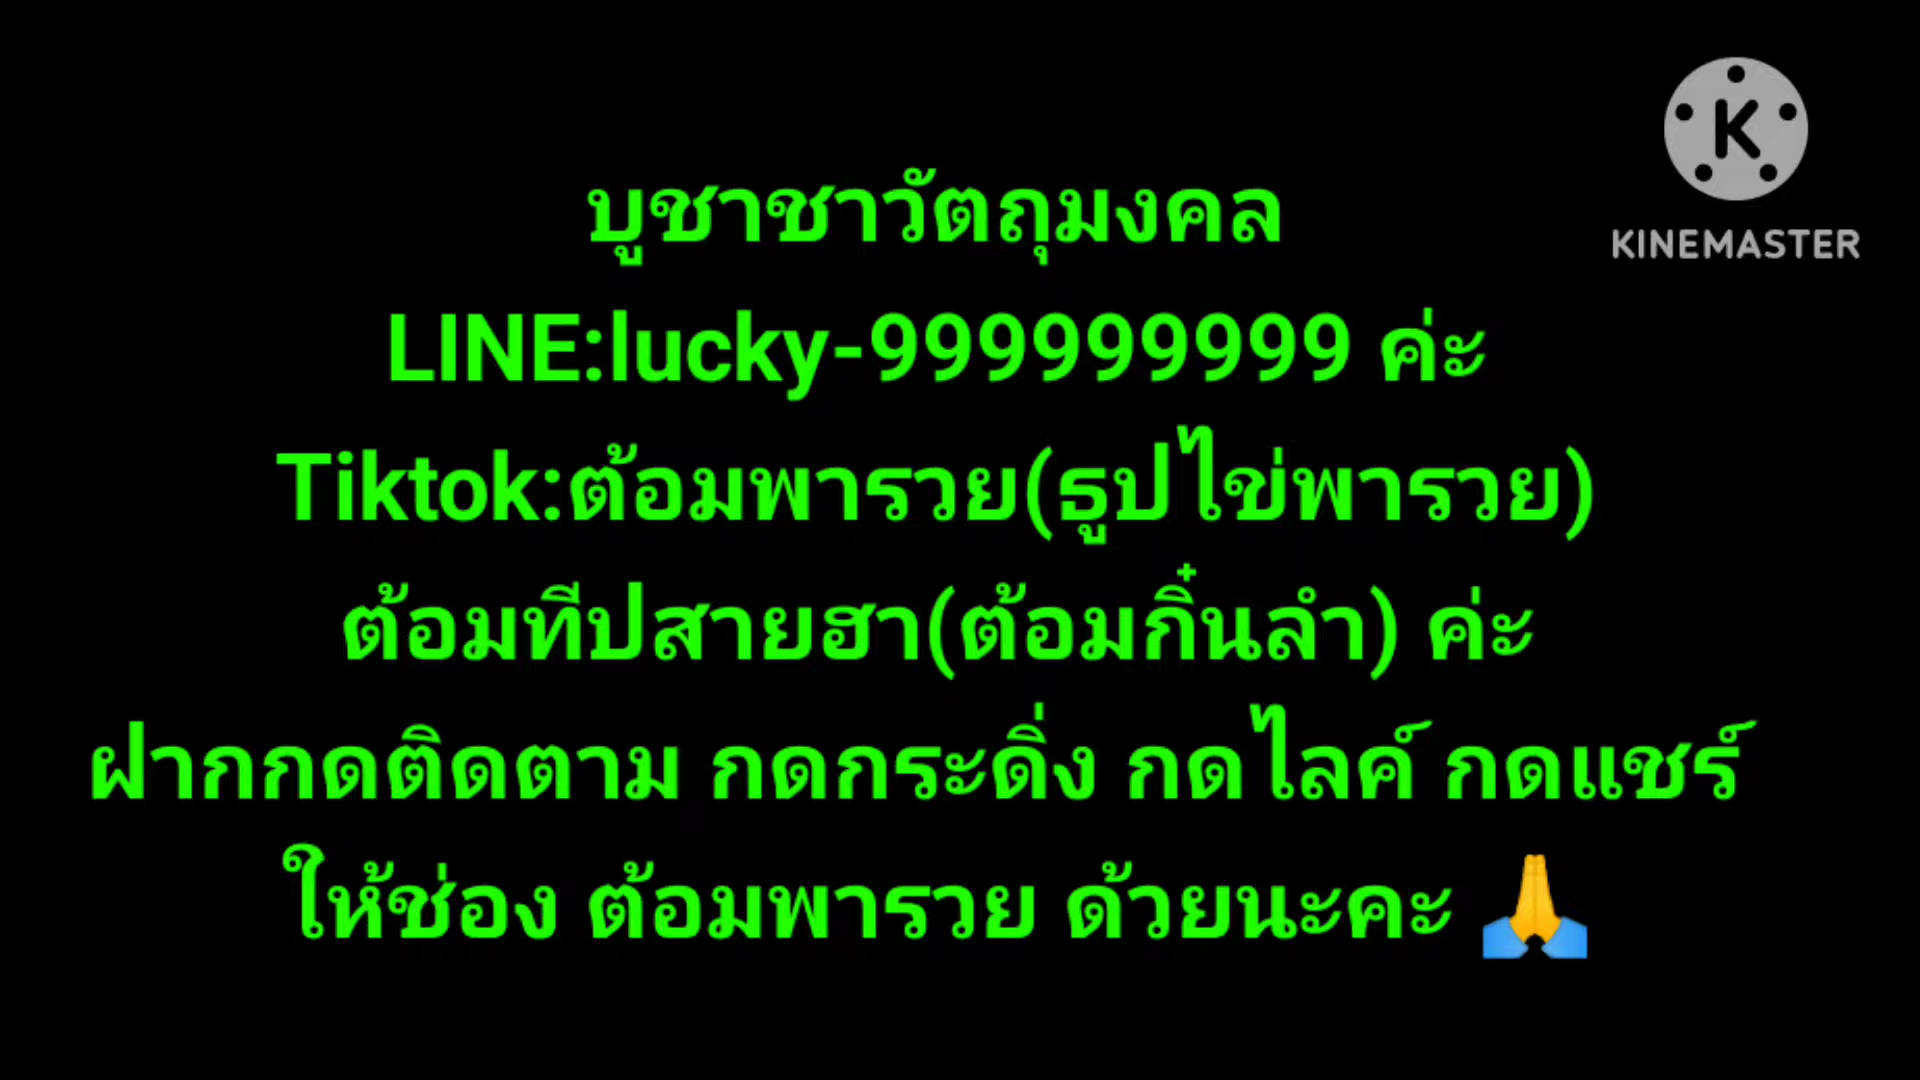 บูชาชาวัตถุมงคล
KINEMASTER
LINE:lucky-999999999 ค่ะ
Tiktok:ต้อมพารวย(ธูปไข่พารวย)
ต้อมทีปสายฮา(ต้อมกิ๋นลำ) ค่ะ
ฝากกดติดตาม กดกระดิ่ง กดไลค์ กดแชร์
ให้ช่อง ต้อมพารวย ด้วยนะคะ 🙏